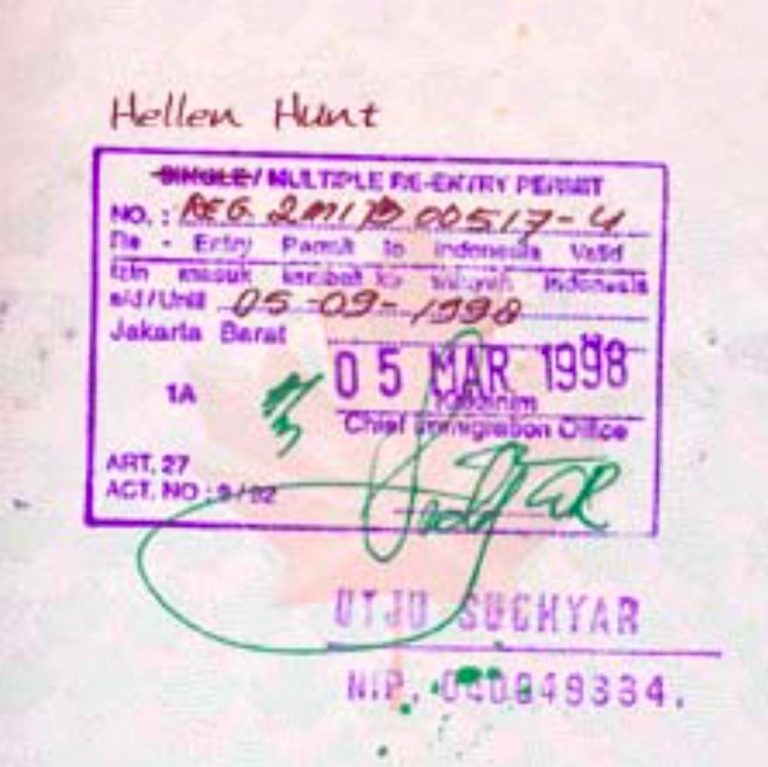 Hellen Hunt
SINGLE / MULTIPLE RE-ENTRY PERMIT
NO. : REG. 00517-4
Re - Entry Permit to Indonesia Valid
Izin masuk kembali ke wilayah Indonesia
s/d / Until 05-09-1998
Jakarta Barat
05 MAR 1998
1A
Chief Immigration Office
ART. 27
ACT. NO : 9 / 92
UTJU SUCHYAR
N.I.P. 040049334.